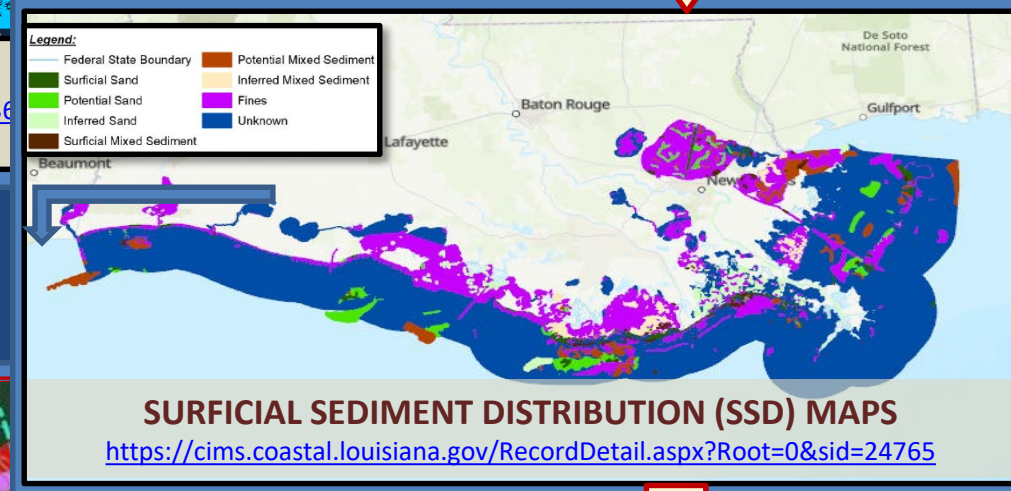 Legend:
Federal State Boundary
Surficial Sand
Potential Sand
Inferred Sand
Surficial Mixed Sediment
Potential Mixed Sediment
Inferred Mixed Sediment
Fines
Unknown
De Soto
National Forest
Baton Rouge
Gulfport
Lafayette
Beaumont
New
SURFICIAL SEDIMENT DISTRIBUTION (SSD) MAPS
https://cims.coastal.louisiana.gov/RecordDetail.aspx?Root=0&sid=24765